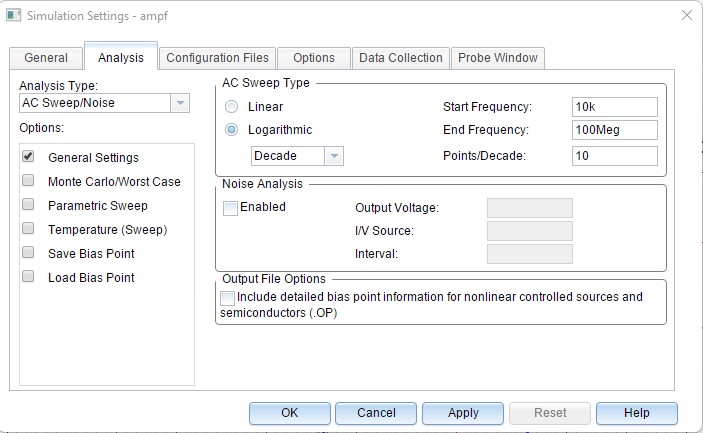 Simulation Settings - ampf
General
Analysis
Configuration Files
Options
Data Collection
Probe Window
Analysis Type:
AC Sweep/Noise
Options:
General Settings
Monte Carlo/Worst Case
Parametric Sweep
Temperature (Sweep)
Save Bias Point
Load Bias Point
AC Sweep Type
Linear
Logarithmic
Decade
Start Frequency:
10k
End Frequency:
100Meg
Points/Decade:
10
Noise Analysis
Enabled
Output Voltage:
I/V Source:
Interval:
Output File Options
Include detailed bias point information for nonlinear controlled sources and
semiconductors (.OP)
OK
Cancel
Apply
Reset
Help